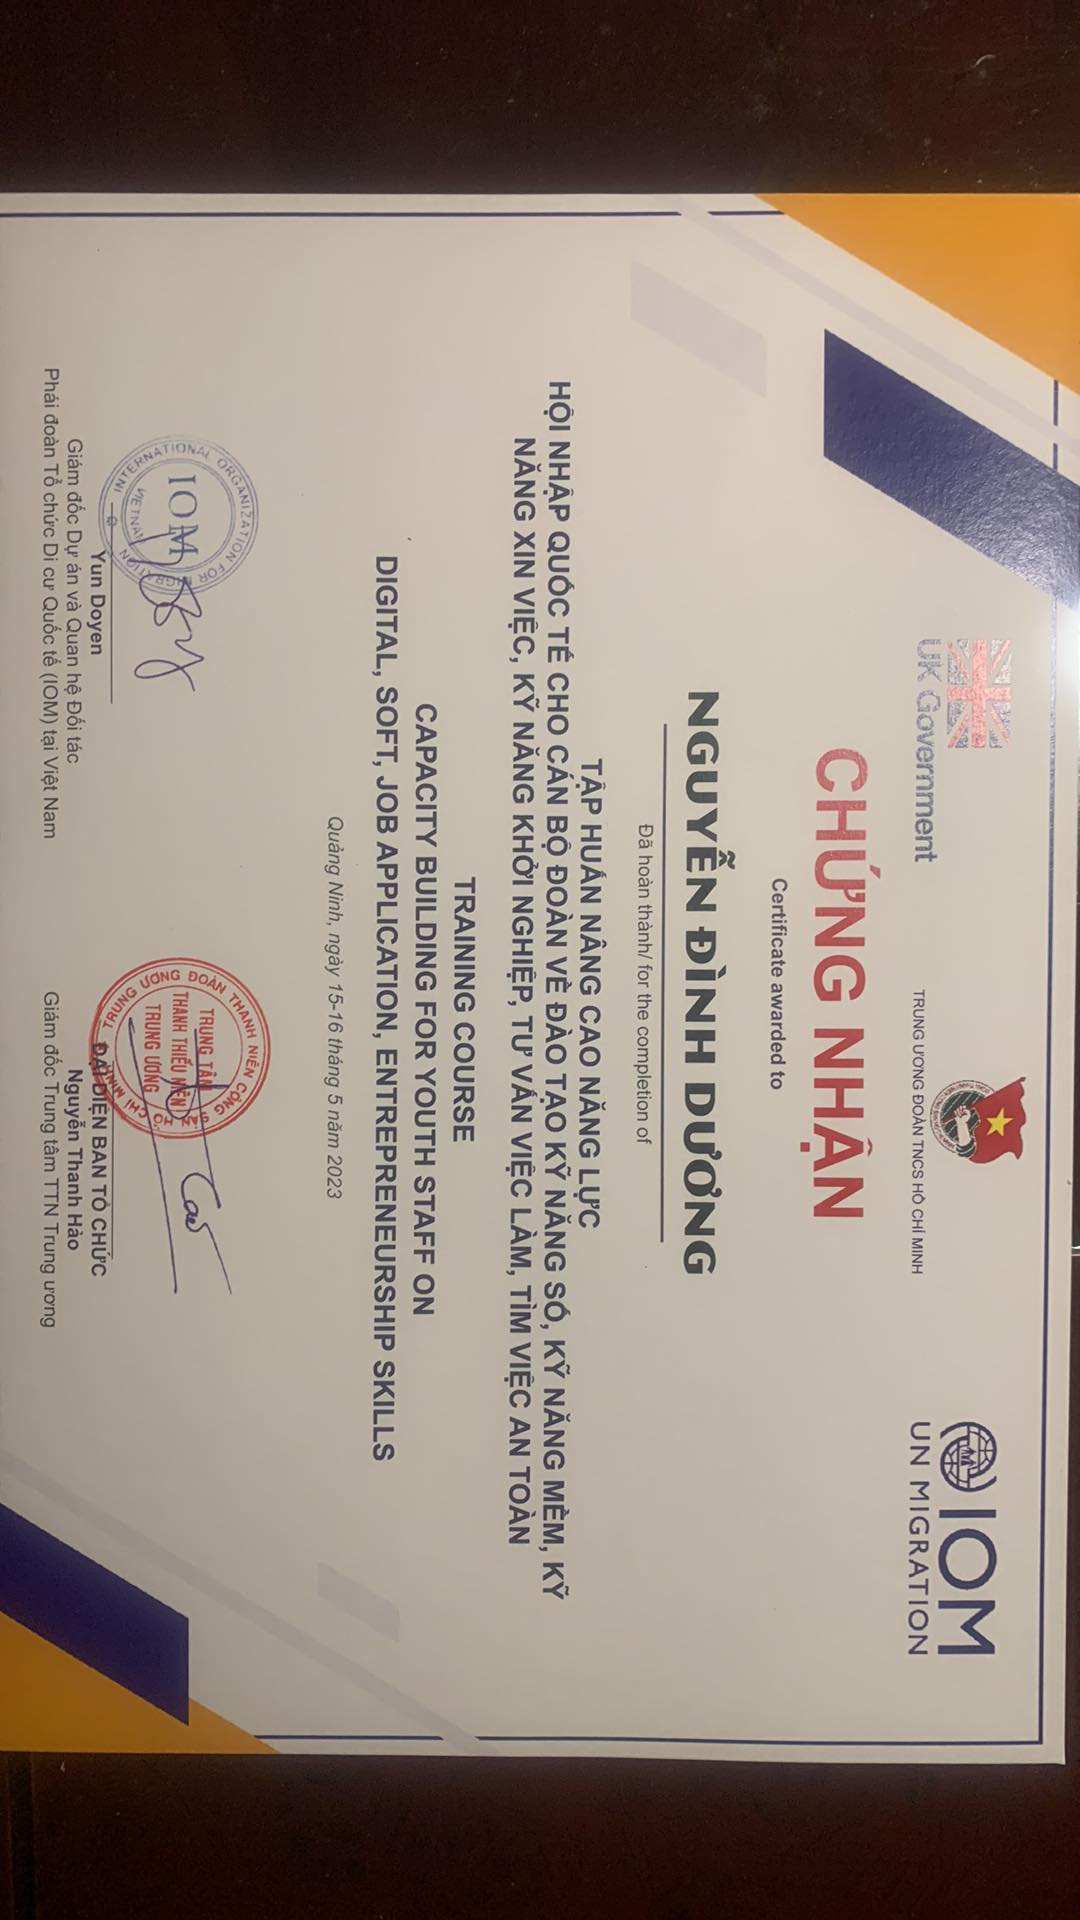 UK Government
TRUNG ƯƠNG ĐOÀN TNCS HỒ CHÍ MINH
IOM
UN MIGRATION
CHỨNG NHẬN
Certificate awarded to
NGUYỄN ĐÌNH DƯƠNG
Đã hoàn thành/ for the completion of
TẬP HUẤN NÂNG CAO NĂNG LỰC
HỘI NHẬP QUỐC TẾ CHO CÁN BỘ ĐOÀN VỀ ĐÀO TẠO KỸ NĂNG SỐ, KỸ NĂNG MỀM, KỸ
NĂNG XIN VIỆC, KỸ NĂNG KHỞI NGHIỆP, TƯ VẤN VIỆC LÀM, TÌM VIỆC AN TOÀN
TRAINING COURSE
CAPACITY BUILDING FOR YOUTH STAFF ON
DIGITAL, SOFT, JOB APPLICATION, ENTREPRENEURSHIP SKILLS
Quảng Ninh, ngày 15-16 tháng 5 năm 2023
INTERNATIONAL ORGANIZATION FOR MIGRATION
IOM
VIETNAM
Yun Doyen
Giám đốc Dự án và Quan hệ Đối tác
Phái đoàn Tổ chức Di cư Quốc tế (IOM) tại Việt Nam
TRUNG ƯƠNG ĐOÀN THANH NIÊN CỘNG SẢN HỒ CHÍ MINH
TRUNG TÂM
THANH THIẾU NIÊN
TRUNG ƯƠNG
ĐẠI DIỆN BAN TỔ CHỨC
Nguyễn Thanh Hảo
Giám đốc Trung tâm TTN Trung ương